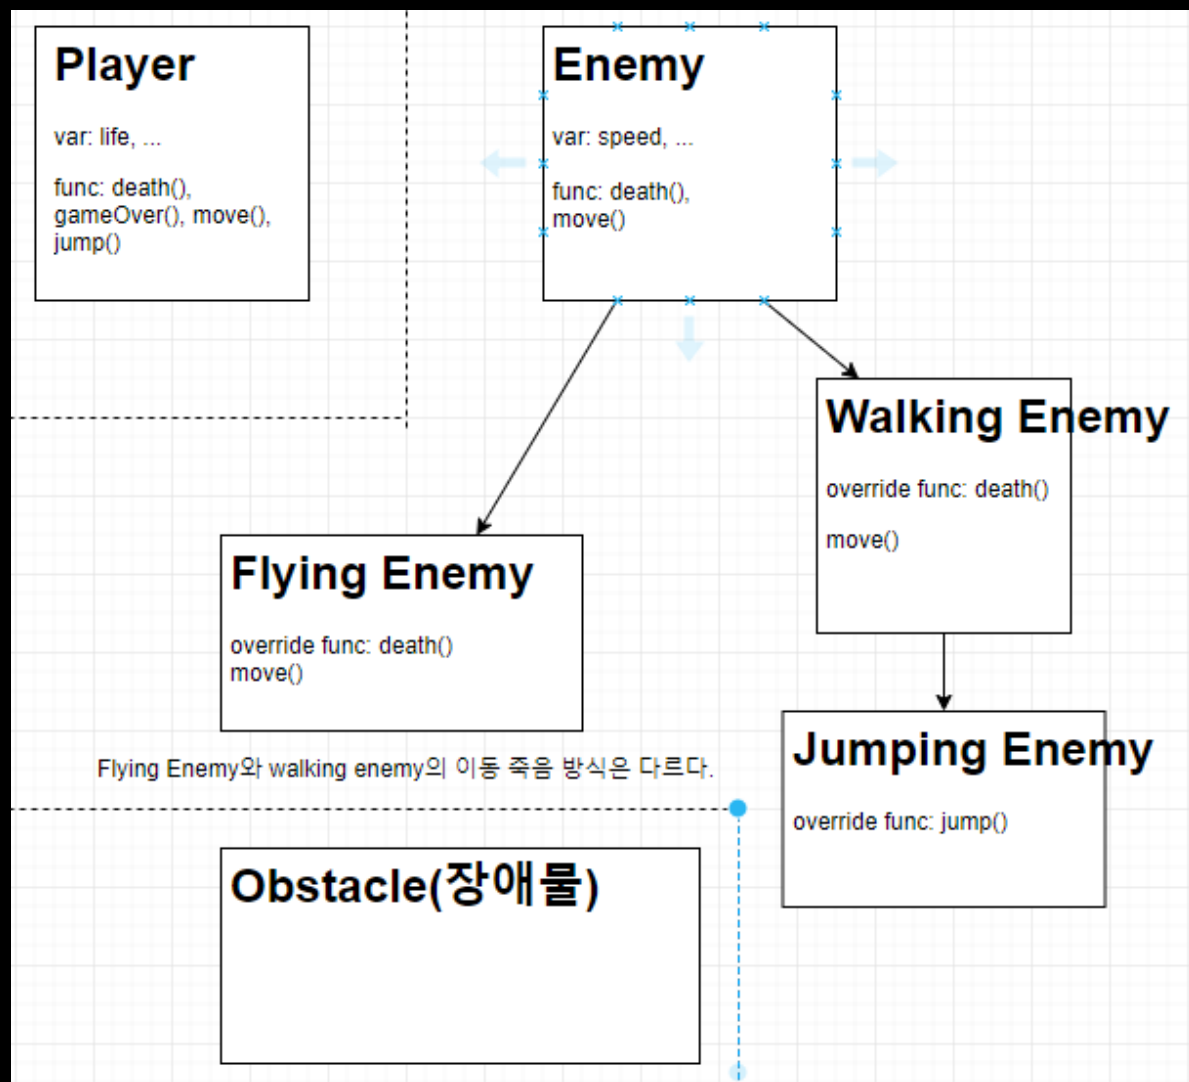 Player
var: life, ...
func: death(),
gameOver(), move(),
jump()
Enemy
var: speed, ...
func: death(),
move()
Walking Enemy
override func: death()
move()
Flying Enemy
override func: death()
move()
Flying Enemy와 walking enemy의 이동 죽음 방식은 다르다.
Jumping Enemy
override func: jump()
Obstacle(장애물)